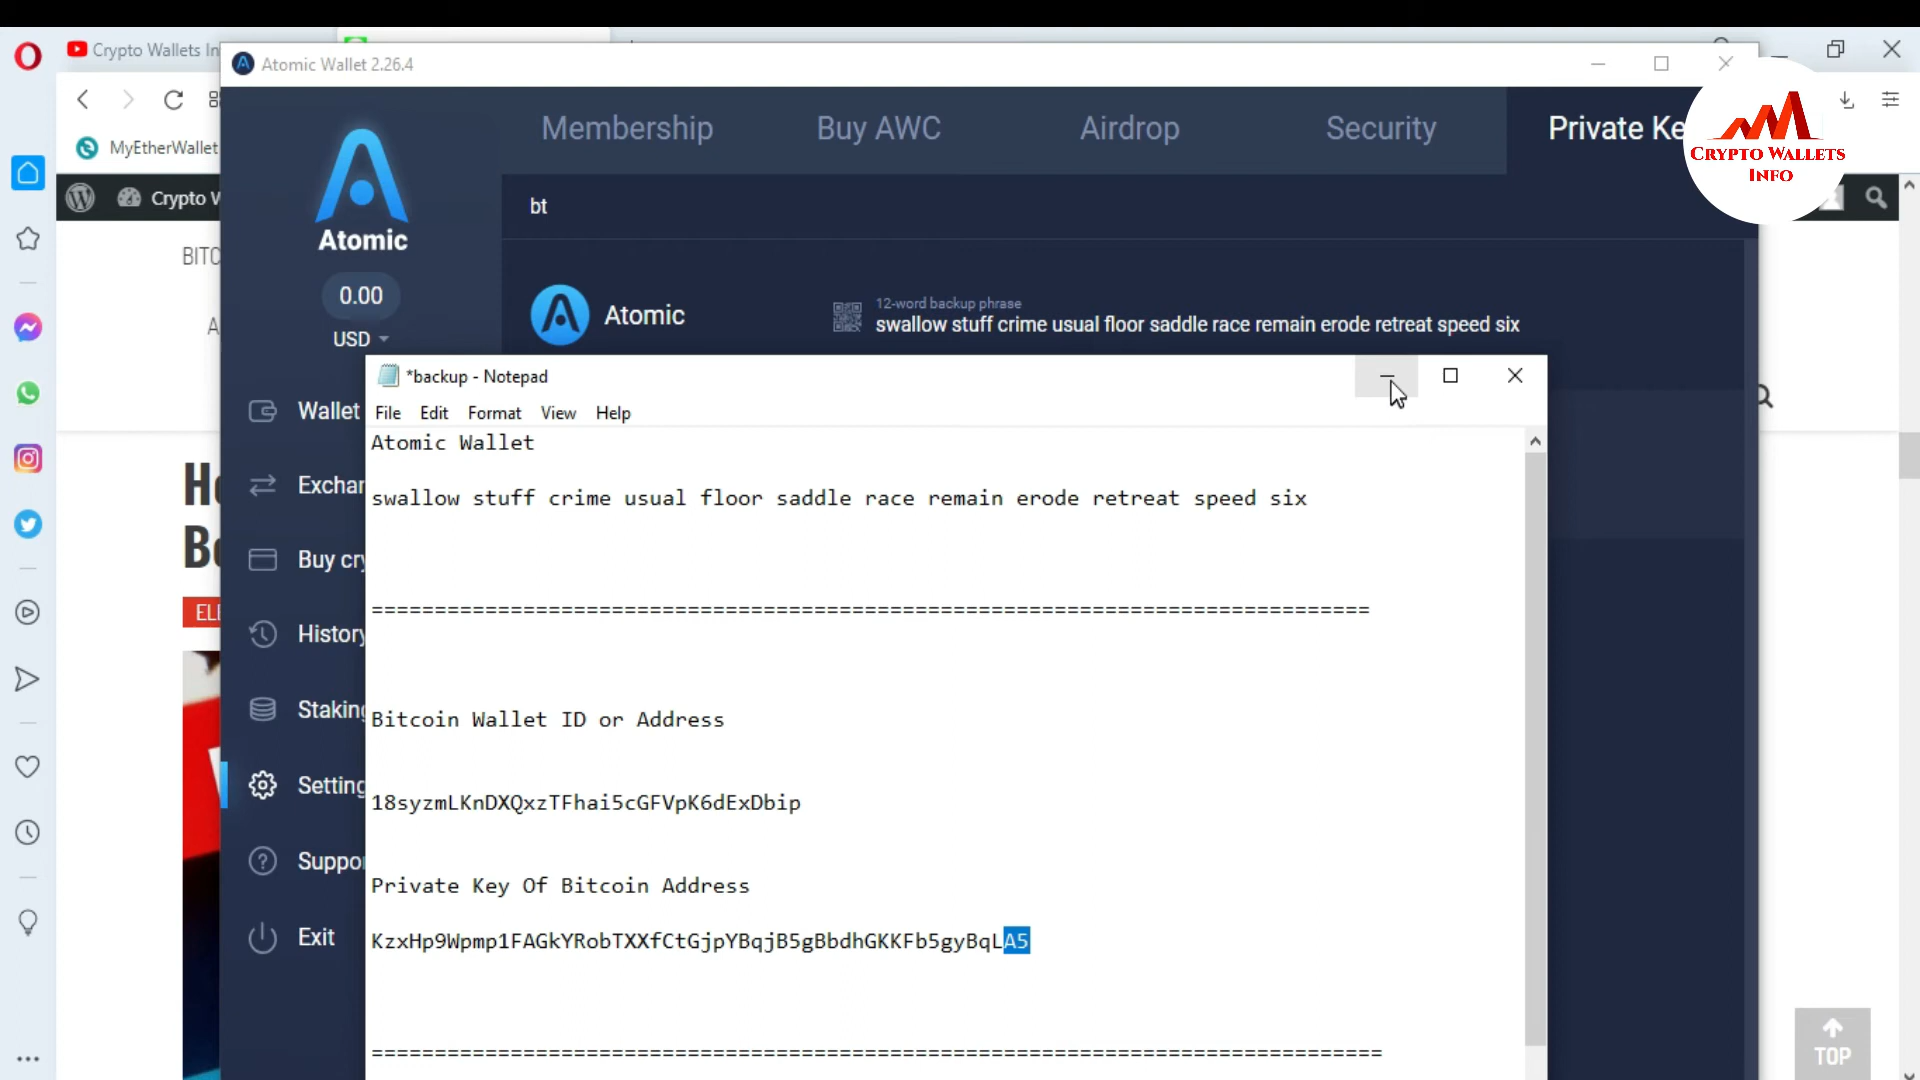 Crypto Wallets In
Atomic Wallet 2.26.4
MyEtherWallet
Membership
Buy AWC
Airdrop
Security
Private Ke
CRYPTO WALLETS
INFO
Crypto W
bt
Atomic
BITC
0.00
USD
Atomic
12-word backup phrase
swallow stuff crime usual floor saddle race remain erode retreat speed six
A
*backup - Notepad
File Edit Format View Help
Wallet
Exchan
Buy cry
History
Staking
Setting
Suppo
Exit
Ho
Be
ELE
Atomic Wallet
swallow stuff crime usual floor saddle race remain erode retreat speed six
===============================================================================
Bitcoin Wallet ID or Address
18syzmLKnDXQxzTFhai5cGFVpK6dExDbip
Private Key Of Bitcoin Address
KzxHp9Wpmp1FAGkYRobTXXfCtGjpYBqjB5gBbdhGKKFb5gyBqLA5
================================================================================
TOP